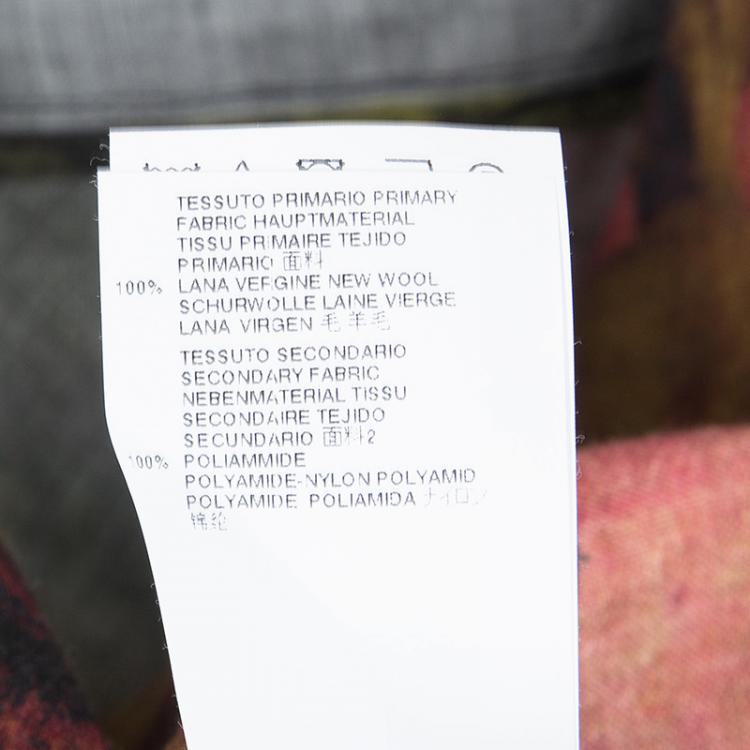 TESSUTO PRIMARIO PRIMARY
FABRIC HAUPTMATERIAL
TISSU PRIMAIRE TEJIDO
PRIMARIO 面料
100% LANA VERGINE NEW WOOL
SCHURWOLLE LAINE VIERGE
LANA VIRGEN 毛 羊毛
TESSUTO SECONDARIO
SECONDARY FABRIC
NEBENMATERIAL TISSU
SECONDAIRE TEJIDO
SECUNDARIO 面料2
100% POLIAMMIDE
POLYAMIDE-NYLON POLYAMID
POLYAMIDE POLIAMIDA ナイロン
锦纶